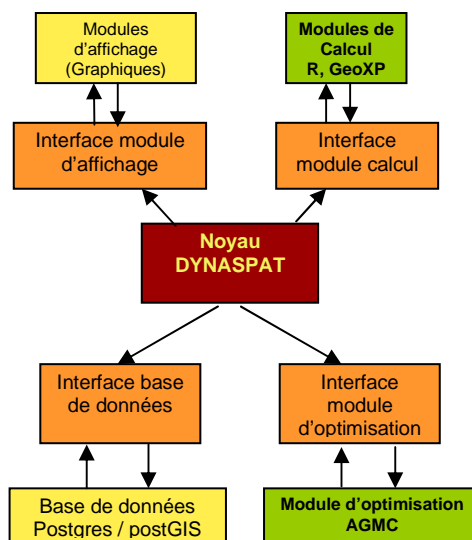 Modules
d'affichage
(Graphiques)
Modules de
Calcul
R, GeoXP
Interface module
d'affichage
Interface
module calcul
Noyau
DYNASPAT
Interface base
de données
Interface
module
d'optimisation
Base de données
Postgres / postGIS
Module d'optimisation
AGMC